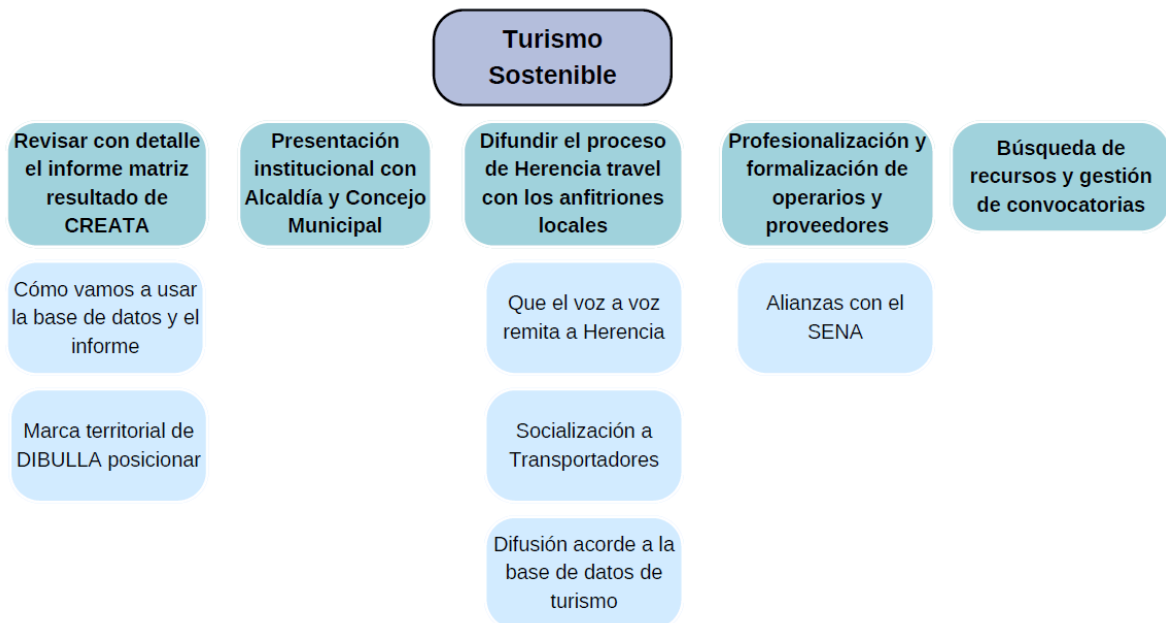 Turismo
Sostenible
Revisar con detalle
el informe matriz
resultado de
CREATA
Presentación
institucional con
Alcaldía y Concejo
Municipal
Difundir el proceso
de Herencia travel
con los anfitriones
locales
Profesionalización y
formalización de
operarios y
proveedores
Búsqueda de
recursos y gestión
de convocatorias
Cómo vamos a usar
la base de datos y el
informe
Que el voz a voz
remita a Herencia
Alianzas con el
SENA
Marca territorial de
DIBULLA posicionar
Socialización a
Transportadores
Difusión acorde a la
base de datos de
turismo